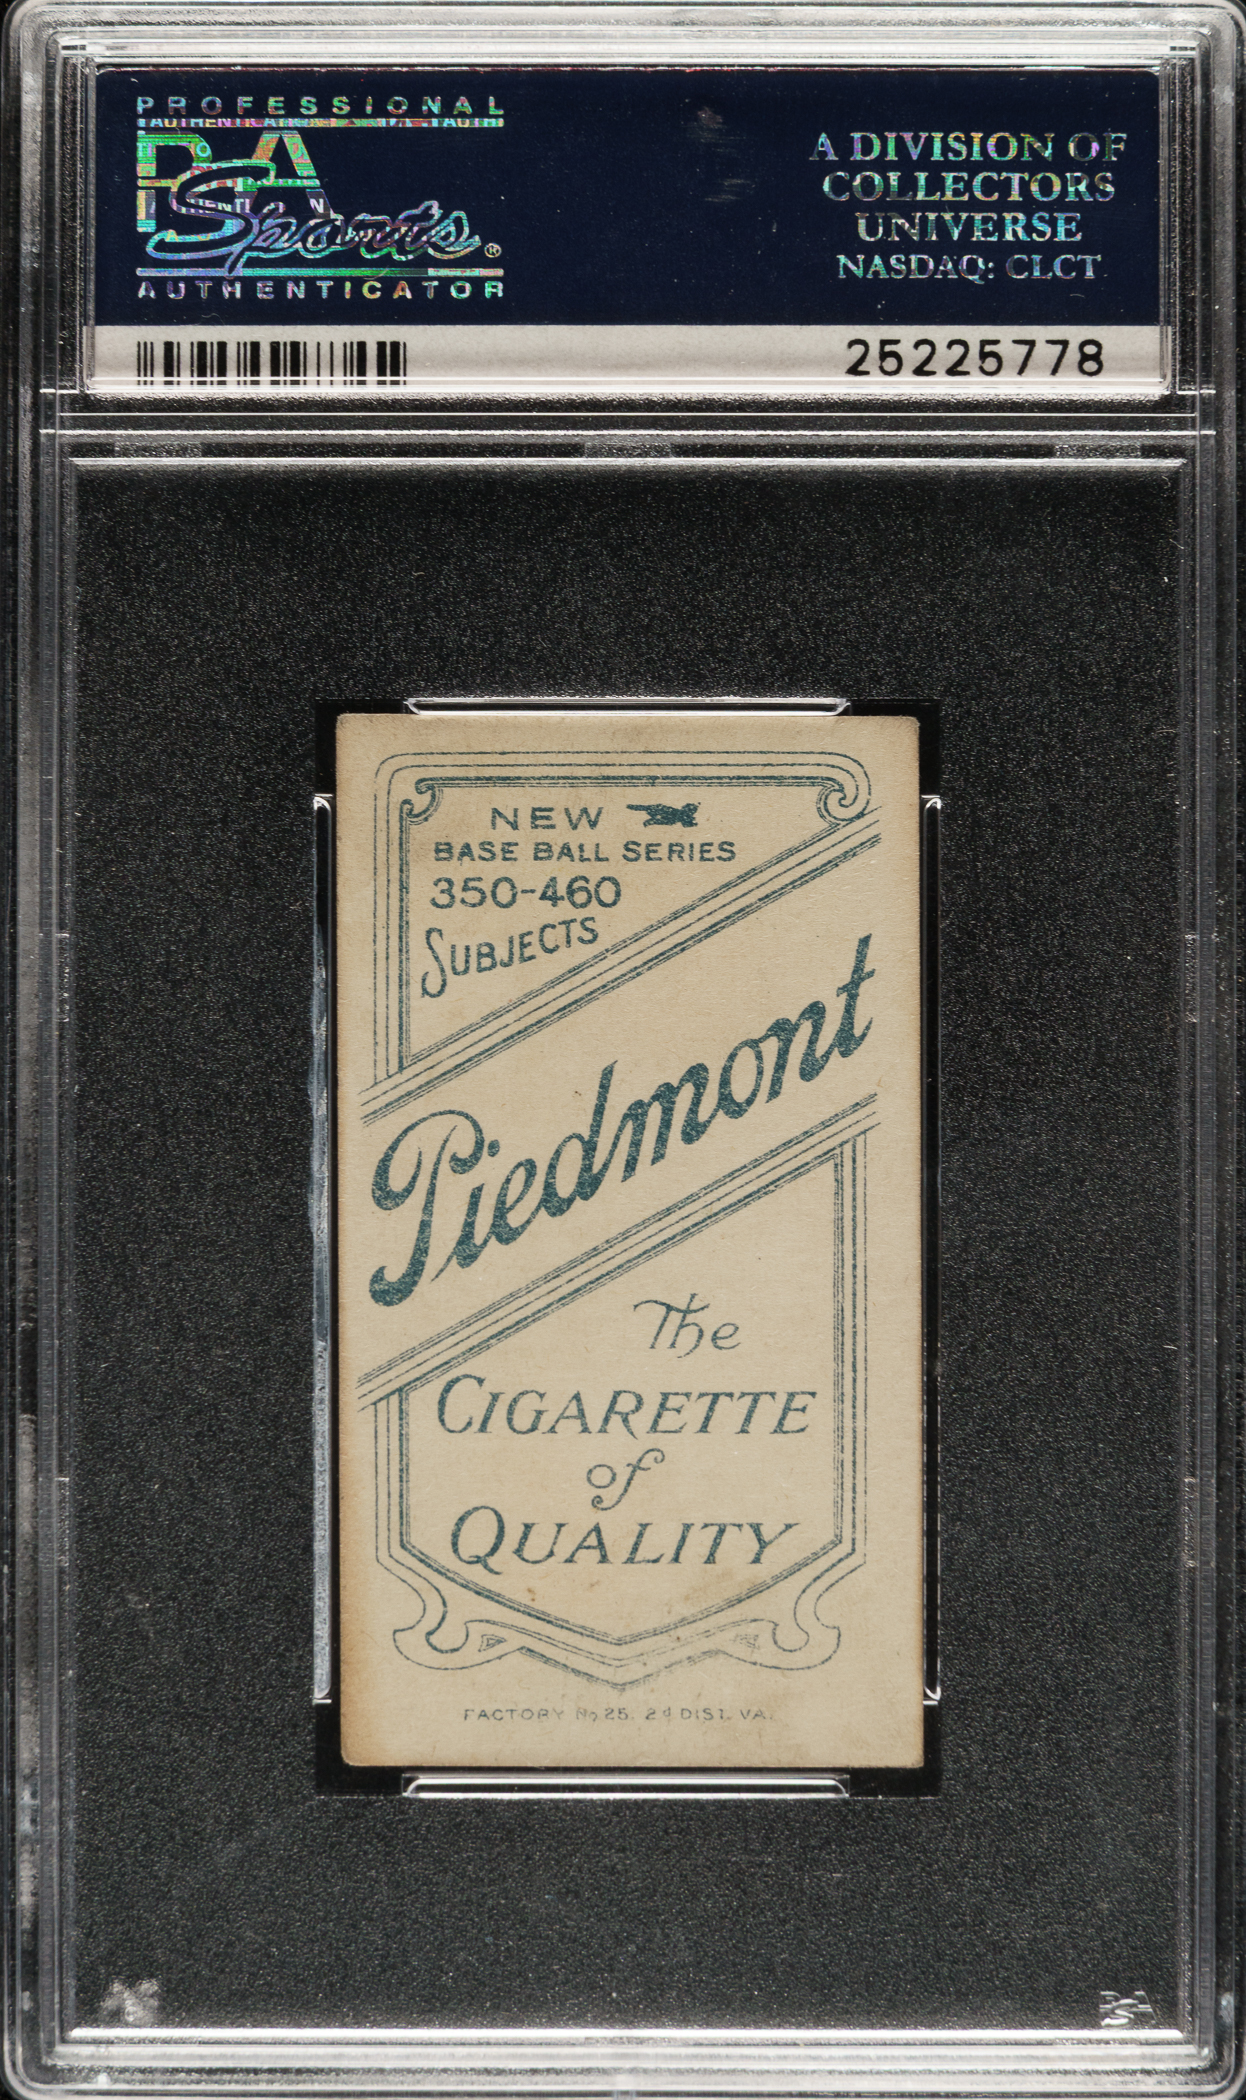 PROFESSIONAL
PSA
Sports®
AUTHENTICATOR
A DIVISION OF
COLLECTORS
UNIVERSE
NASDAQ: CLCT
25225778
NEW
BASE BALL SERIES
350-460
SUBJECTS
Piedmont
The
CIGARETTE
of
QUALITY
FACTORY No 25. 2d DIST. VA.
PSA